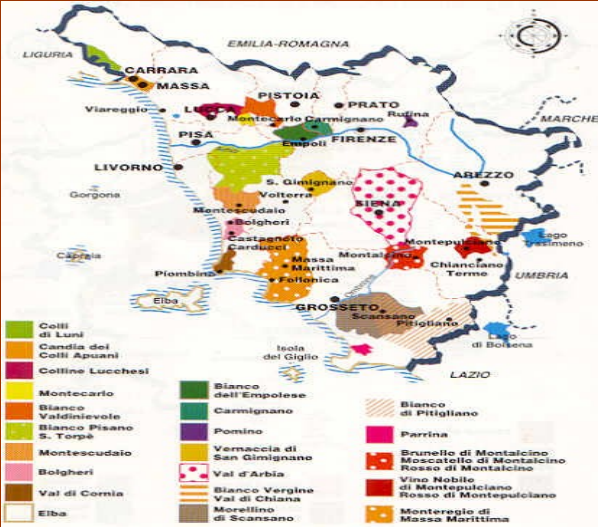 EMILIA-ROMAGNA
LIGURIA
CARRARA
MASSA
PISTOIA
PRATO
MARCHE
Viareggio
LUCCA
Montecarlo
Carmignano
Rufina
PISA
Empoli
FIRENZE
LIVORNO
AREZZO
S. Gimignano
Gorgona
Volterra
SIENA
Montescudaio
Bolgheri
Castagneto
Carducci
Montepulciano
Lago
Trasimeno
Capraia
Massa
Marittima
Montalcino
Chianciano
Terme
UMBRIA
Piombino
Follonica
Elba
Ombrone
GROSSETO
Scansano
Pitigliano
Lago
di Bolsena
Isola
del Giglio
LAZIO
Colli
di Luni
Candia dei
Colli Apuani
Colline Lucchesi
Montecarlo
Bianco
Valdinievole
Bianco Pisano
S. Torpè
Montescudaio
Bolgheri
Val di Cornia
Elba
Bianco
dell'Empolese
Carmignano
Pomino
Vernaccia di
San Gimignano
Val d'Arbia
Bianco Vergine
Val di Chiana
Morellino
di Scansano
Bianco
di Pitigliano
Parrina
Brunello di Montalcino
Moscatello di Montalcino
Rosso di Montalcino
Vino Nobile
di Montepulciano
Rosso di Montepulciano
Monteregio di
Massa Marittima